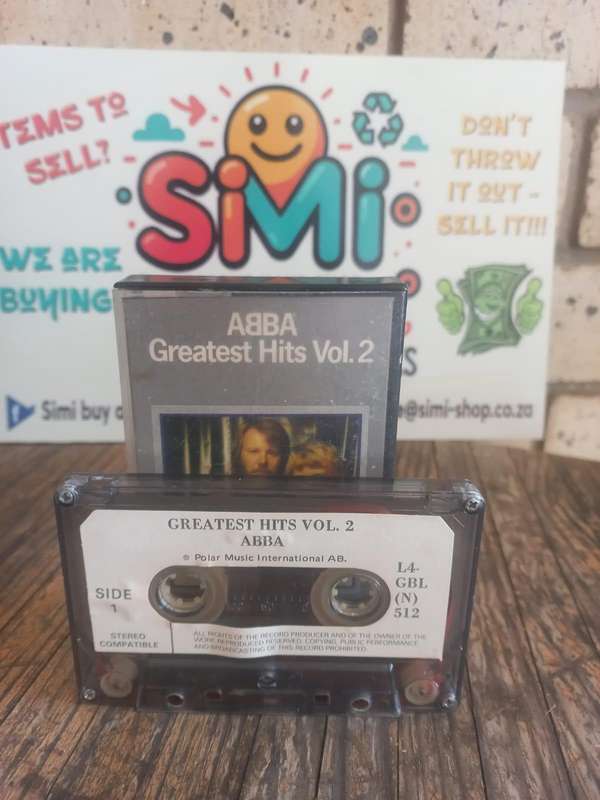 TEMS TO
SELL?
SiMi
DON'T
THROW
IT OUT -
SELL IT!!!
WE ARE
BUYING
Simi buy
e@simi-shop.co.za
ABBA
Greatest Hits Vol. 2
GREATEST HITS VOL. 2
ABBA
℗ Polar Music International AB.
SIDE
1
L4-
GBL
(N)
512
STEREO
COMPATIBLE
ALL RIGHTS OF THE RECORD PRODUCER AND OF THE OWNER OF THE
WORK REPRODUCED RESERVED. COPYING, PUBLIC PERFORMANCE
AND BROADCASTING OF THIS RECORD PROHIBITED.